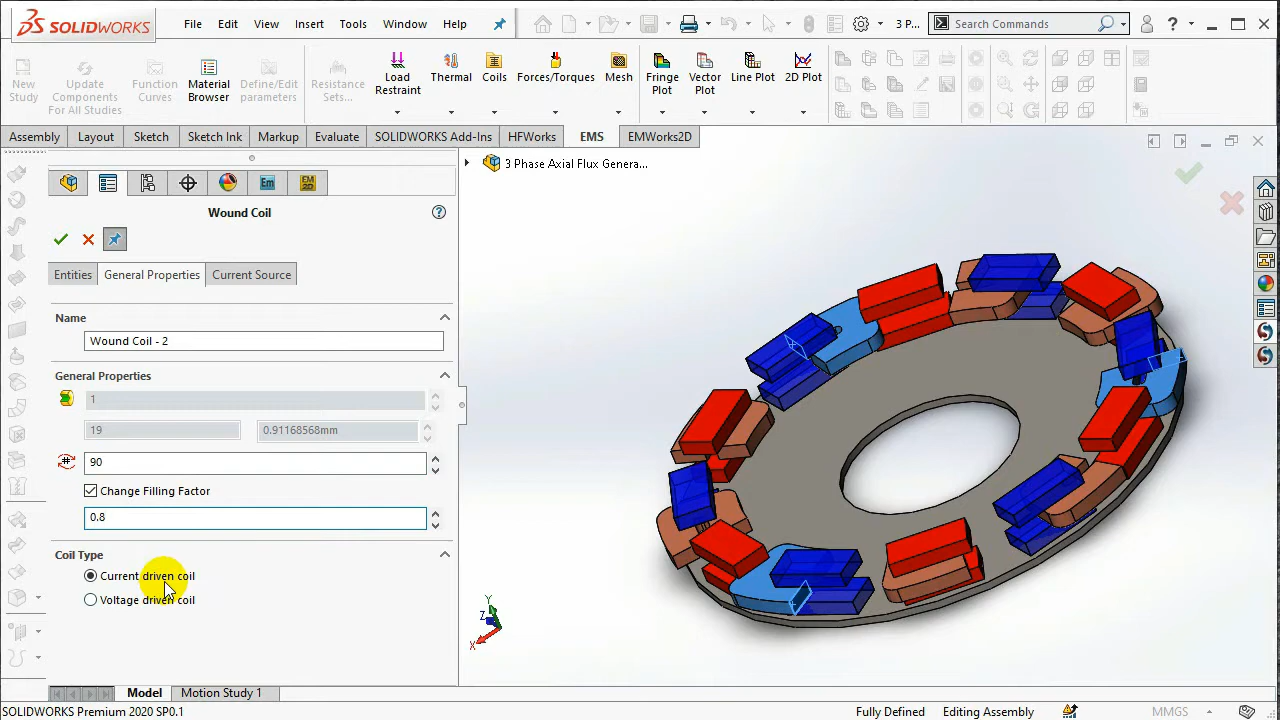 SOLIDWORKS
File Edit View Insert Tools Window Help
3 P... Search Commands ?
New Study
Update Components For All Studies
Function Curves
Material Browser
Define/Edit parameters
Resistance Sets...
Load Restraint
Thermal
Coils
Forces/Torques
Mesh
Fringe Plot
Vector Plot
Line Plot
2D Plot
Assembly Layout Sketch Sketch Ink Markup Evaluate SOLIDWORKS Add-Ins HFWorks EMS EMWorks2D
3 Phase Axial Flux Genera...
Wound Coil
Entities General Properties Current Source
Name
Wound Coil - 2
General Properties
1
19 0.91168568mm
90
Change Filling Factor
0.8
Coil Type
Current driven coil
Voltage driven coil
Y
Z
X
Model Motion Study 1
SOLIDWORKS Premium 2020 SP0.1 Fully Defined Editing Assembly MMGS